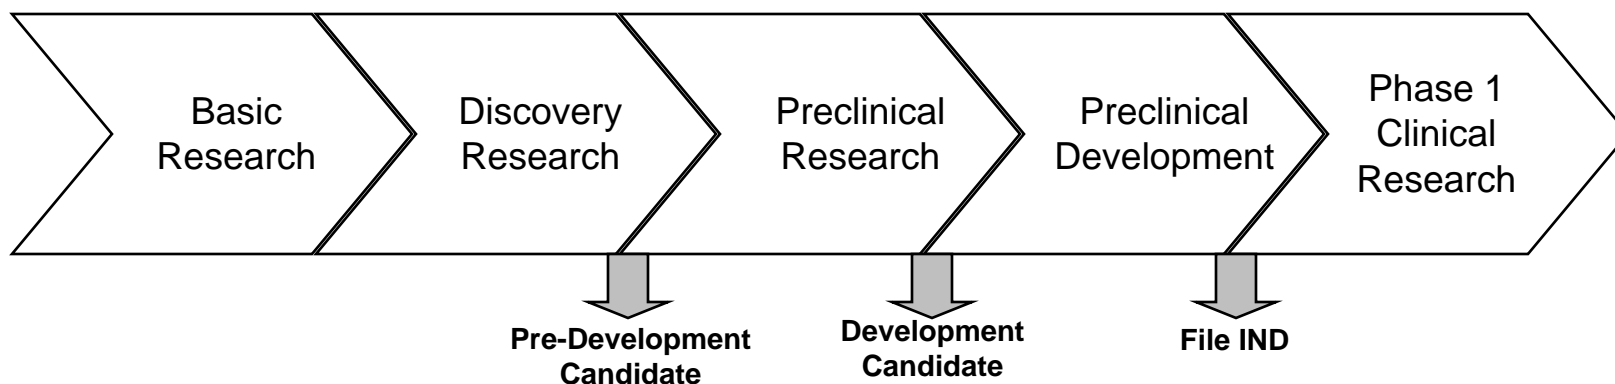 Basic
Research
Discovery
Research
Preclinical
Research
Preclinical
Development
Phase 1
Clinical
Research
Pre-Development
Candidate
Development
Candidate
File IND